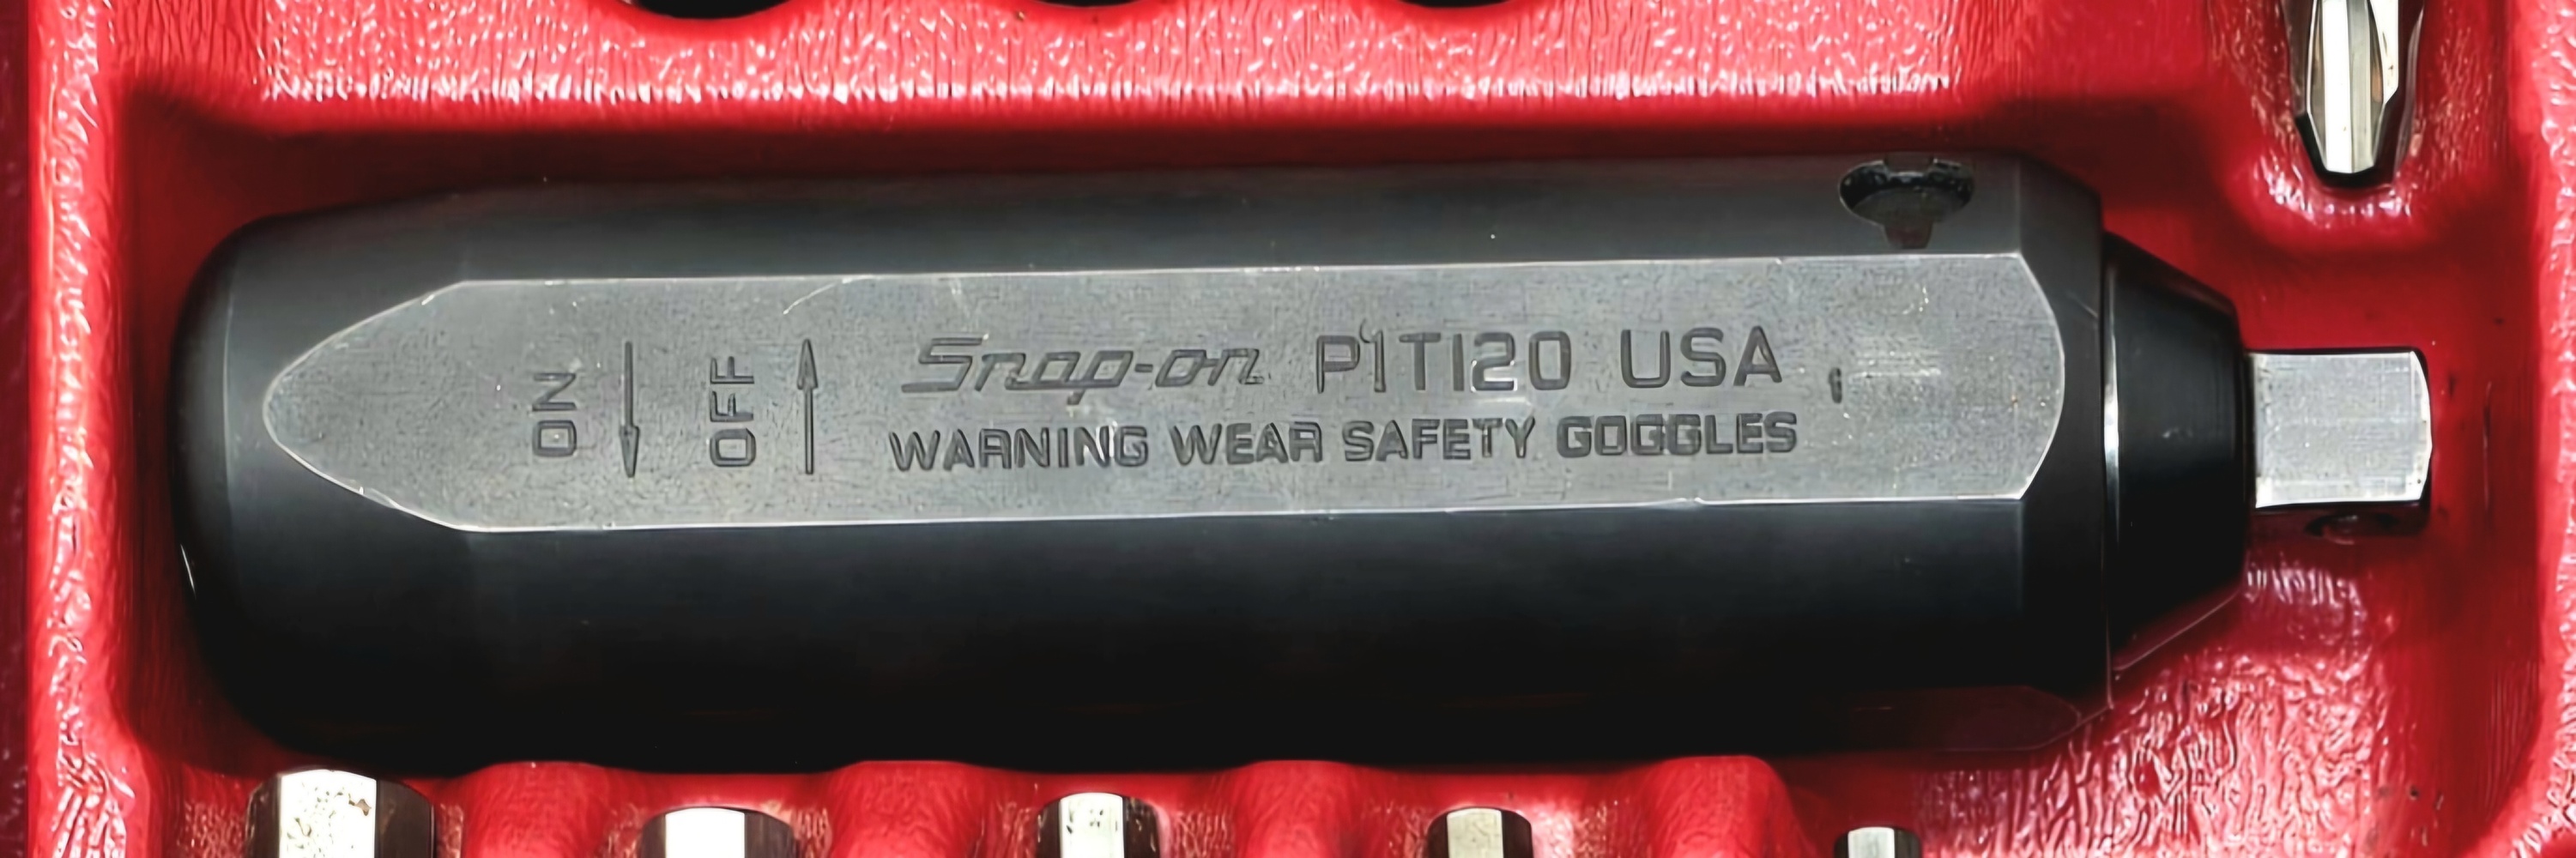 ON
OFF
Snap-on P1T120 USA
WARNING WEAR SAFETY GOGGLES